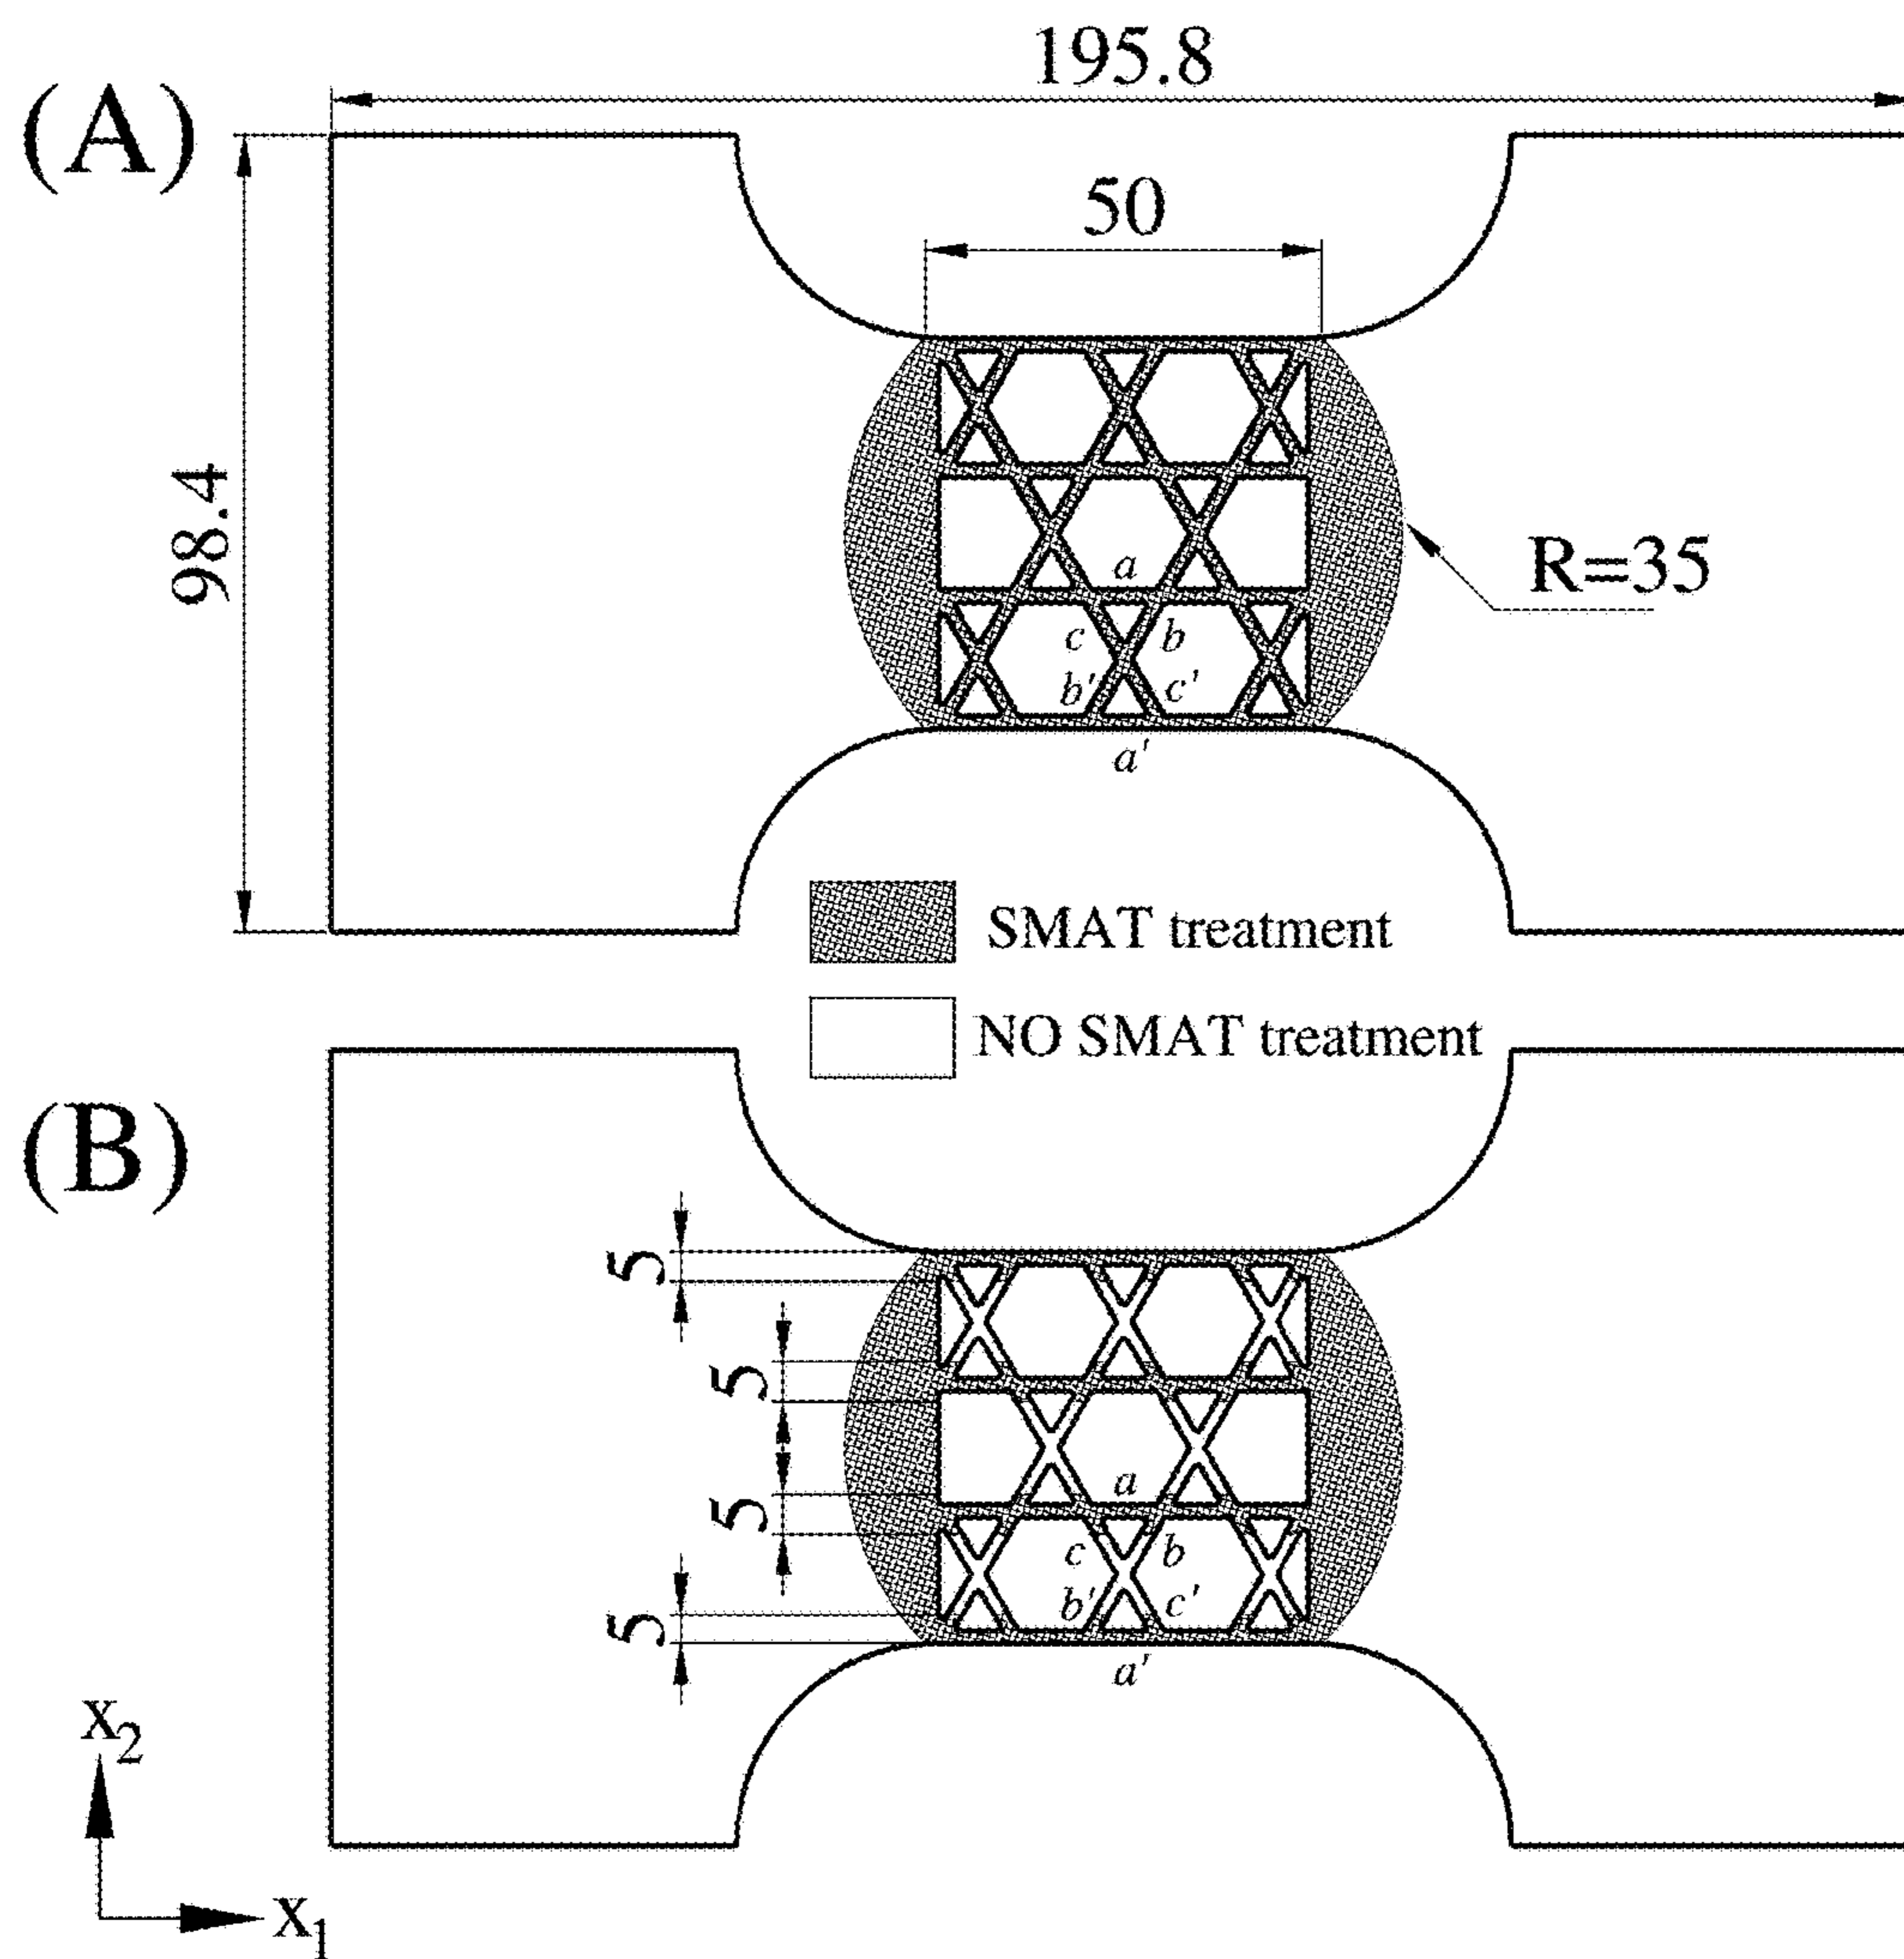 (A)
195.8
50
98.4
R=35
a
c b
b' c'
a'
SMAT treatment
NO SMAT treatment
(B)
5
5
5
5
a
c b
b' c'
a'
x₂
x₁